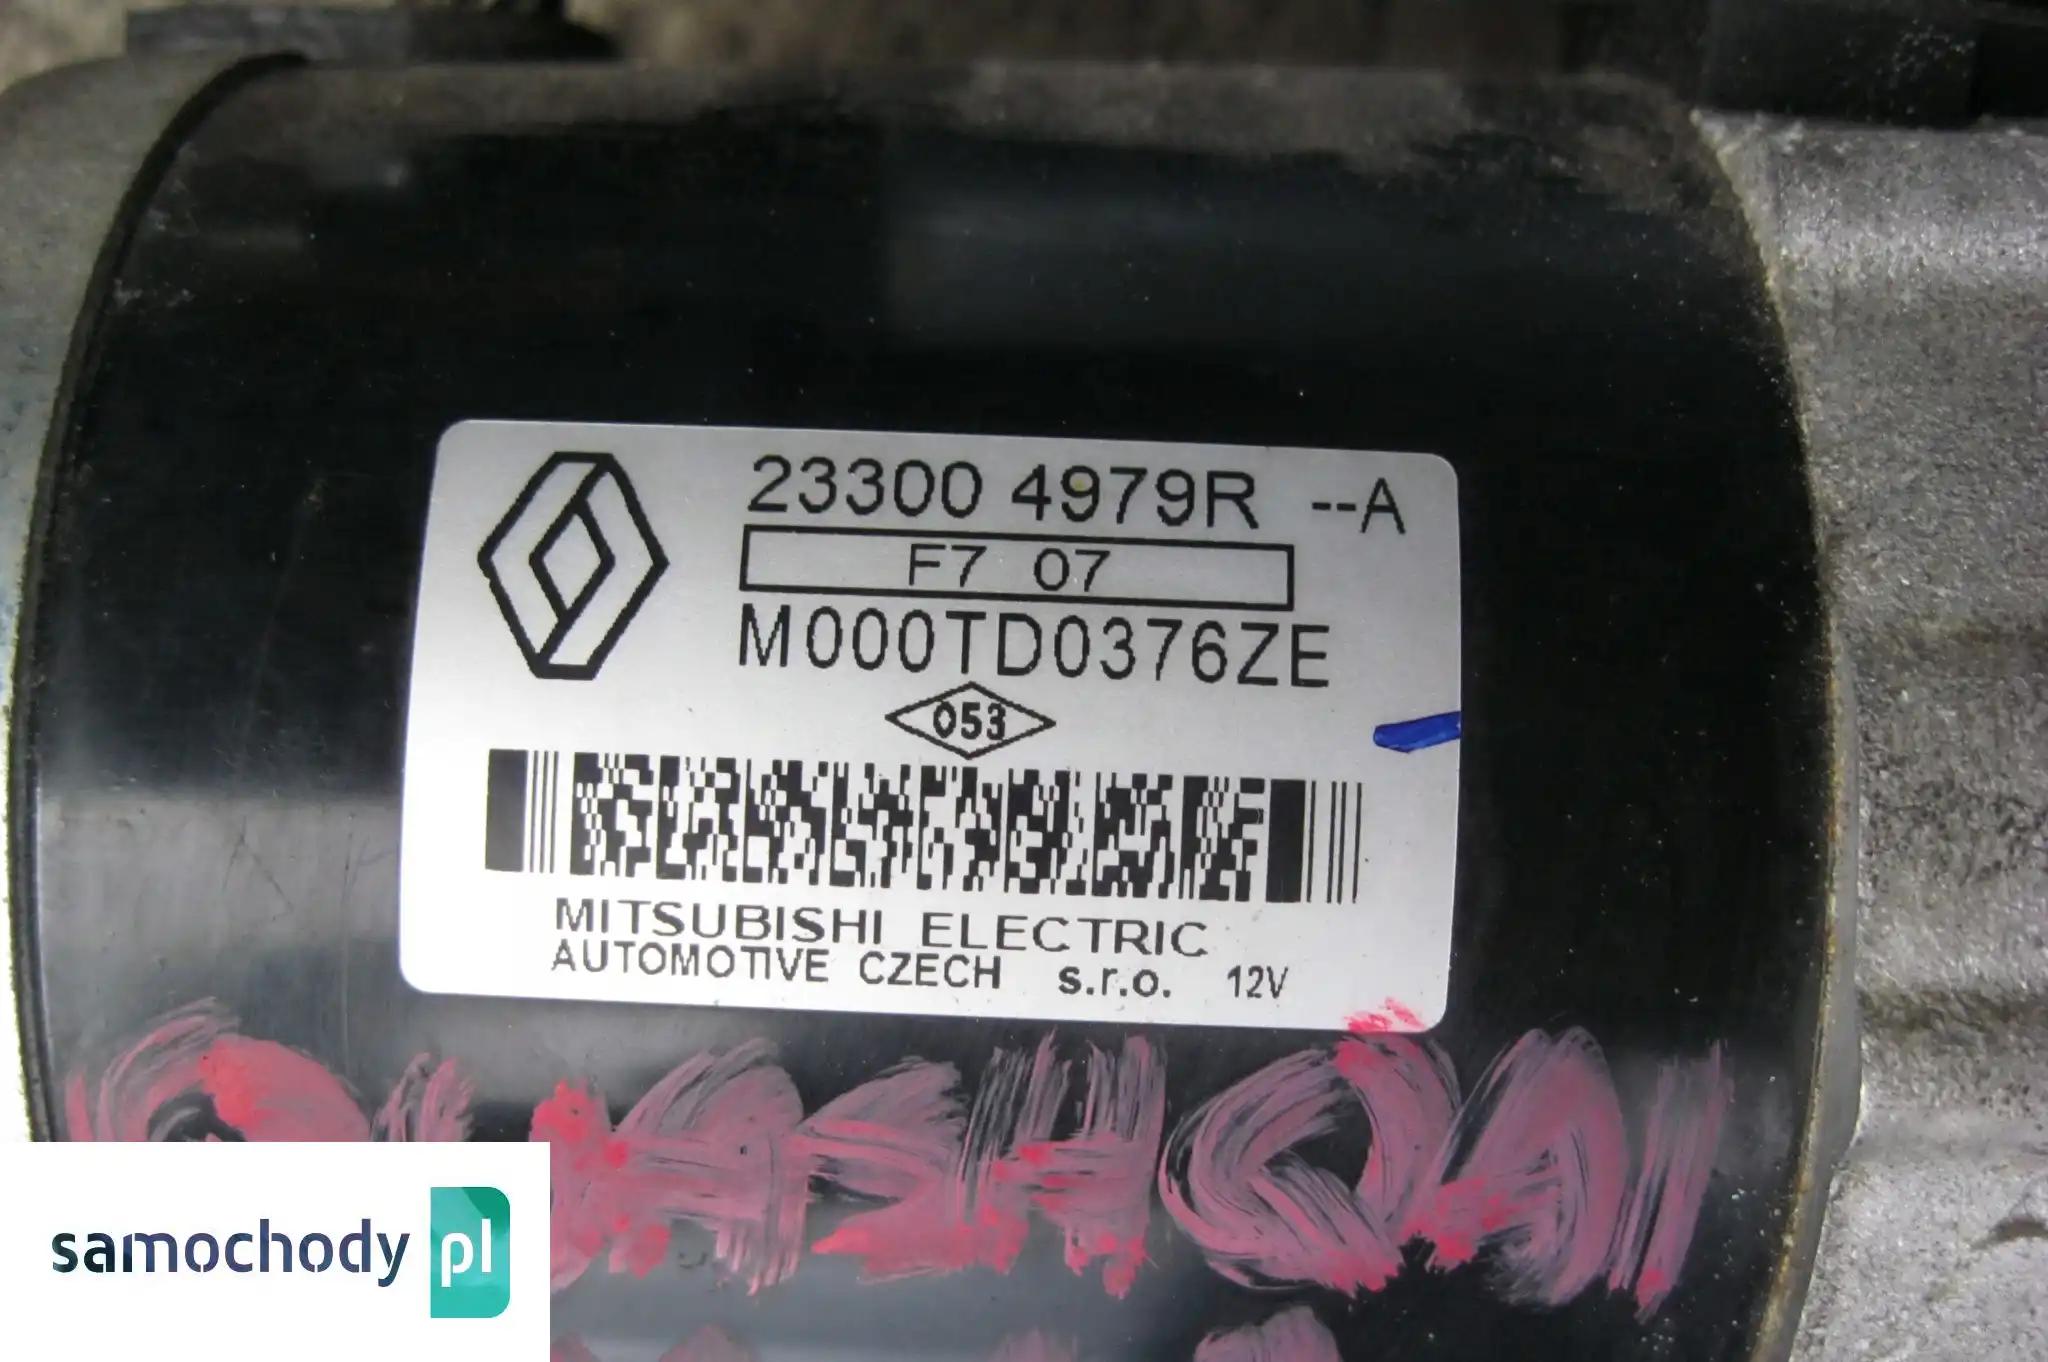 23300 4979R --A
F7 07
M000TD0376ZE
053
MITSUBISHI ELECTRIC
AUTOMOTIVE CZECH s.r.o. 12V
samochody pl